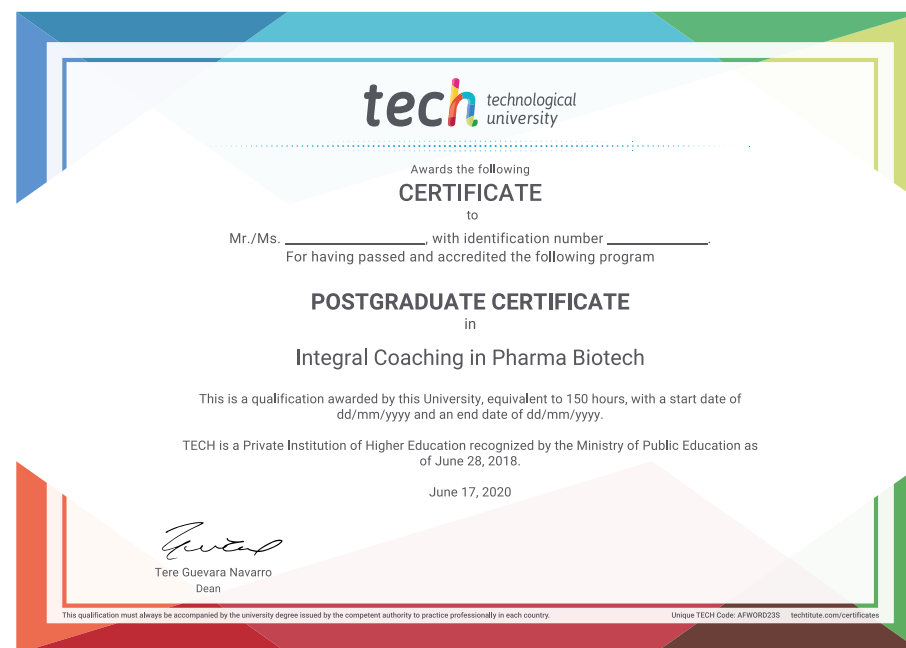 tech technological
university
Awards the following
CERTIFICATE
to
Mr./Ms. ________________, with identification number ____________.
For having passed and accredited the following program
POSTGRADUATE CERTIFICATE
in
Integral Coaching in Pharma Biotech
This is a qualification awarded by this University, equivalent to 150 hours, with a start date of
dd/mm/yyyy and an end date of dd/mm/yyyy.
TECH is a Private Institution of Higher Education recognized by the Ministry of Public Education as
of June 28, 2018.
June 17, 2020
Tere Guevara Navarro
Dean
This qualification must always be accompanied by the university degree issued by the competent authority to practice professionally in each country. Unique TECH Code: AFWORD23S techtitute.com/certificates